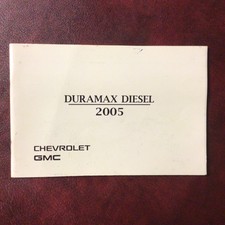 DURAMAX DIESEL
2005
CHEVROLET
GMC